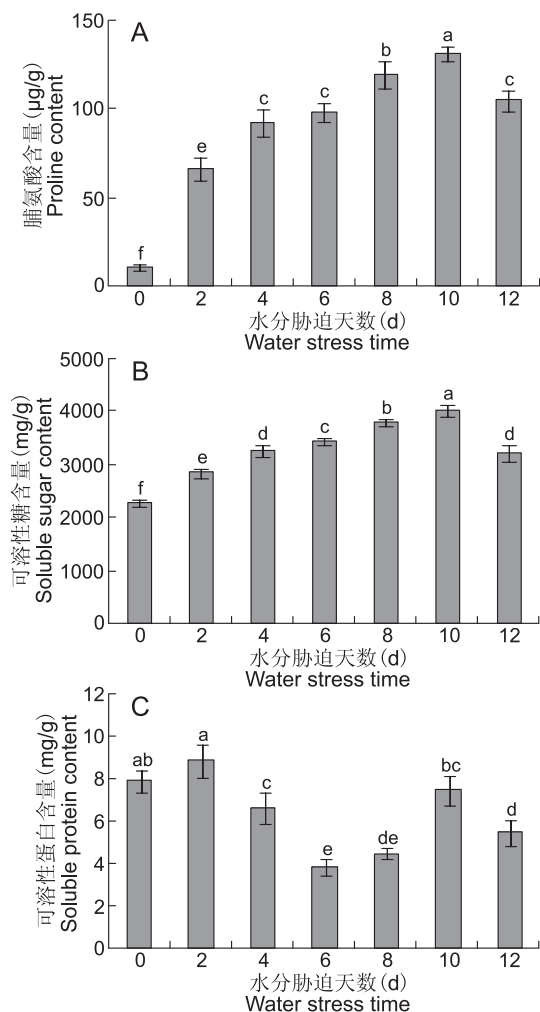 A
脯氨酸含量(μg/g)
Proline content
150
100
50
0
f
e
c
c
b
a
c
0 2 4 6 8 10 12
水分胁迫天数(d)
Water stress time
B
可溶性糖含量(mg/g)
Soluble sugar content
5000
4000
3000
2000
1000
0
f
e
d
c
b
a
d
0 2 4 6 8 10 12
水分胁迫天数(d)
Water stress time
C
可溶性蛋白含量(mg/g)
Soluble protein content
12
10
8
6
4
2
0
ab
a
c
e
de
bc
d
0 2 4 6 8 10 12
水分胁迫天数(d)
Water stress time